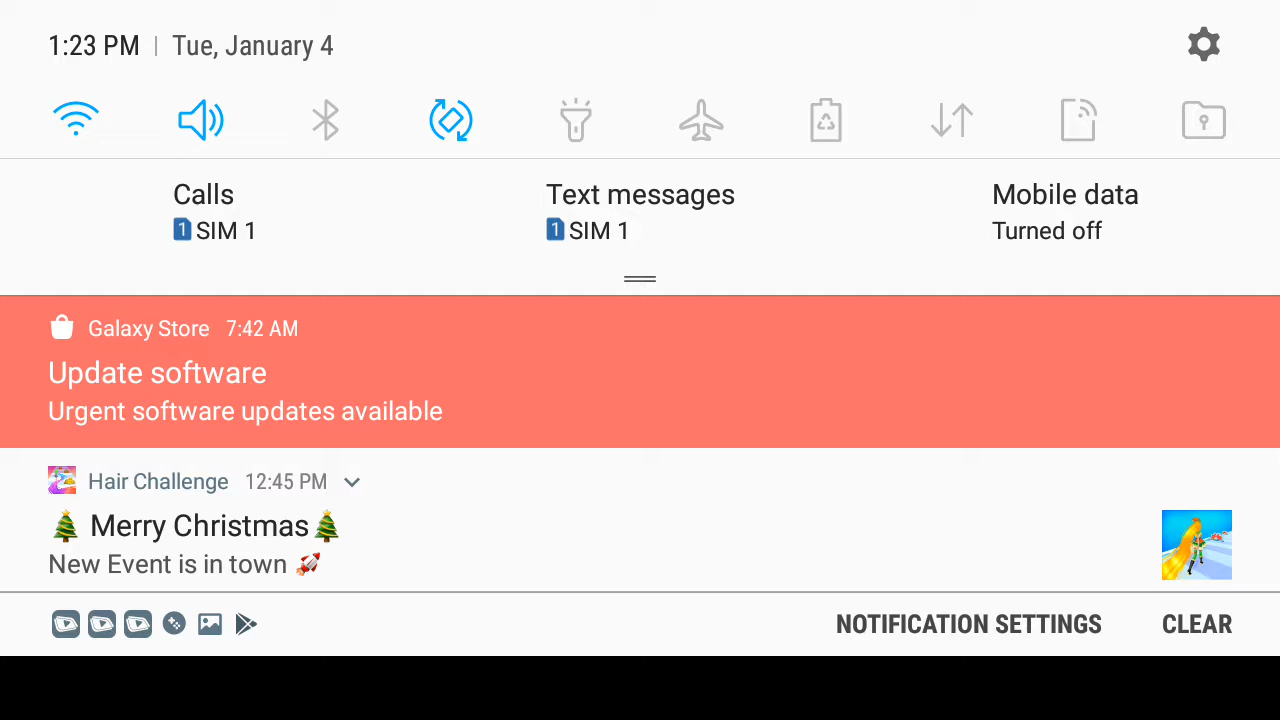 1:23 PM | Tue, January 4
Calls
1 SIM 1
Text messages
1 SIM 1
Mobile data
Turned off
Galaxy Store 7:42 AM
Update software
Urgent software updates available
Hair Challenge 12:45 PM
🎄 Merry Christmas🎄
New Event is in town 🚀
NOTIFICATION SETTINGS CLEAR